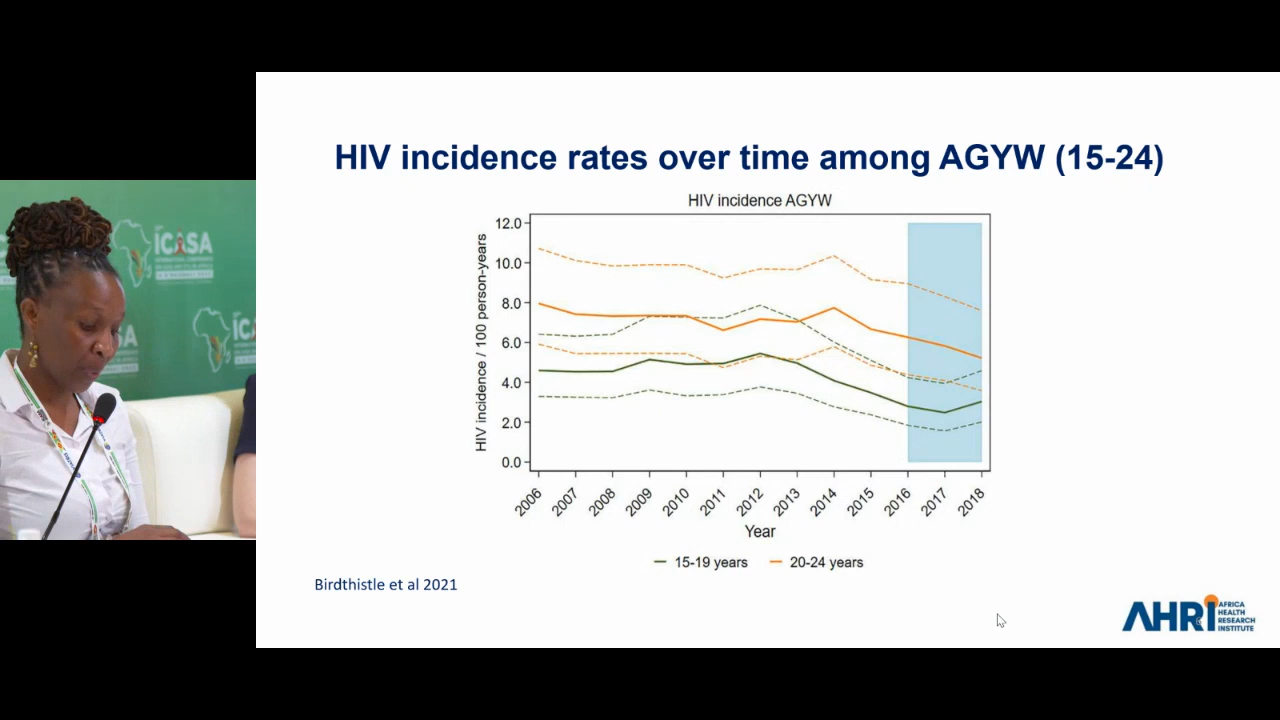 HIV incidence rates over time among AGYW (15-24)
HIV incidence AGYW
HIV incidence / 100 person-years
12.0
10.0
8.0
6.0
4.0
2.0
0.0
2006
2007
2008
2009
2010
2011
2012
2013
2014
2015
2016
2017
2018
Year
15-19 years
20-24 years
Birdthistle et al 2021
AHRI
AFRICA
HEALTH
RESEARCH
INSTITUTE
ICASA